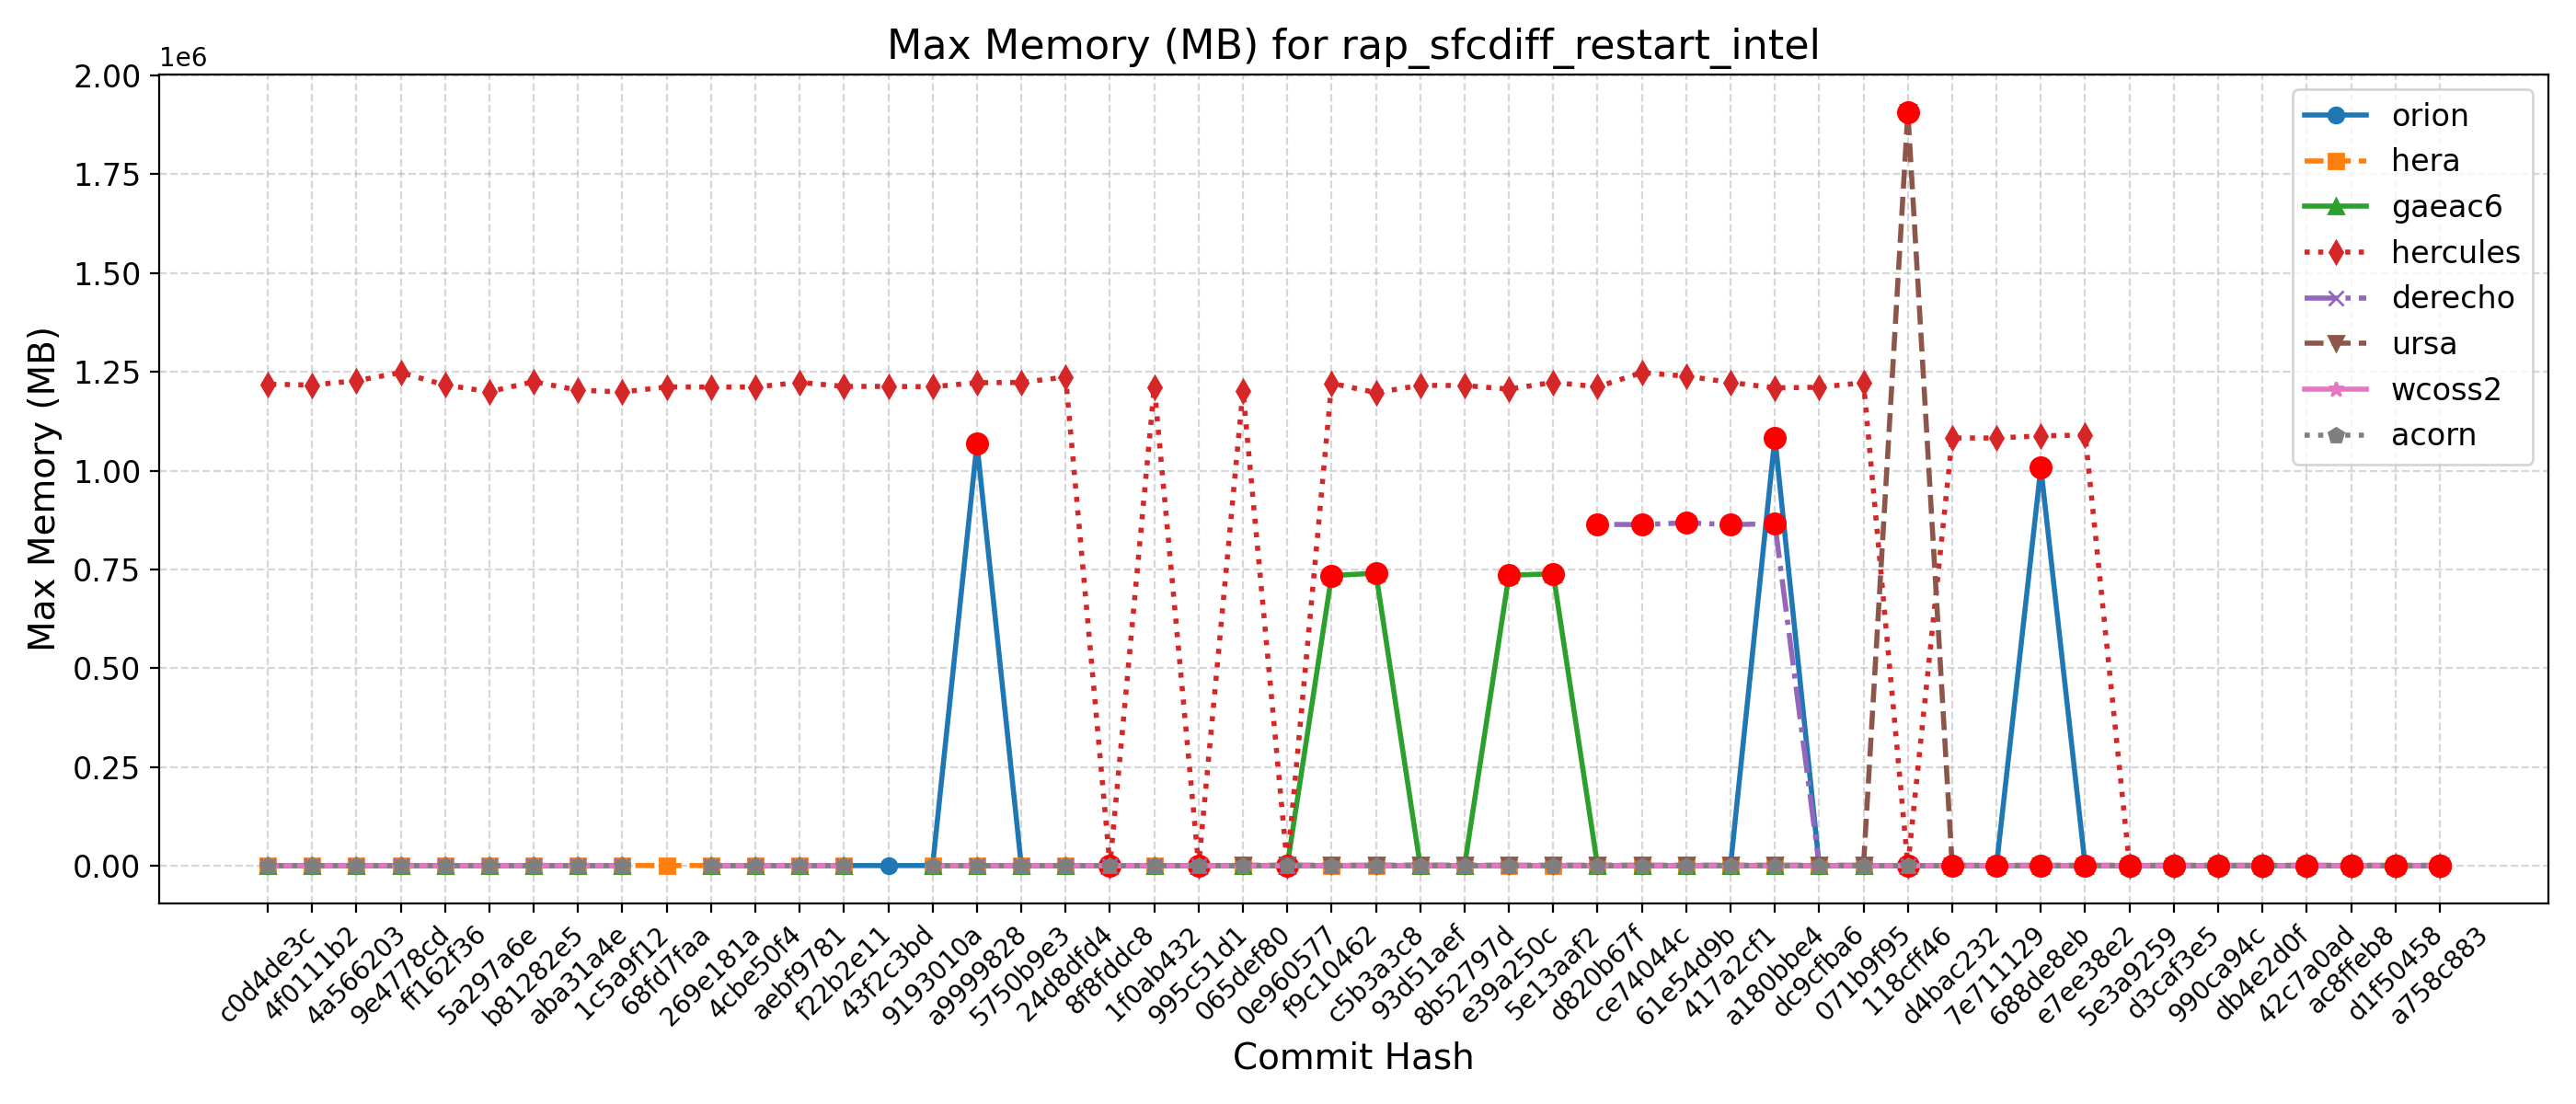 Max Memory (MB) for rap_sfcdiff_restart_intel
1e6
2.00
1.75
1.50
1.25
1.00
0.75
0.50
0.25
0.00
Max Memory (MB)
orion
hera
gaeac6
hercules
derecho
ursa
wcoss2
acorn
c0d4de3c
4f0111b2
4a566203
9e4778cd
ff162f36
5a297a6e
b81282e5
aba31a4e
1c5a9f12
68fd7faa
269e181a
4cbe50f4
aebf9781
f22b2e11
43f2c3bd
9193010a
a9999828
5750b9e3
24d8dfd4
8f8fddc8
1f0ab432
995c51d1
065def80
0e960577
f9c10462
c5b3a3c8
93d51aef
8b52797d
e39a250c
5e13aaf2
d820b67f
ce74044c
61e54d9b
417a2cf1
a180bbe4
dc9cfba6
071b9f95
118cff46
d4bac232
7e711129
688de8eb
e7ee38e2
5e3a9259
d3caf3e5
990ca94c
db4e2d0f
42c7a0ad
ac8ffeb8
d1f50458
a758c883
Commit Hash